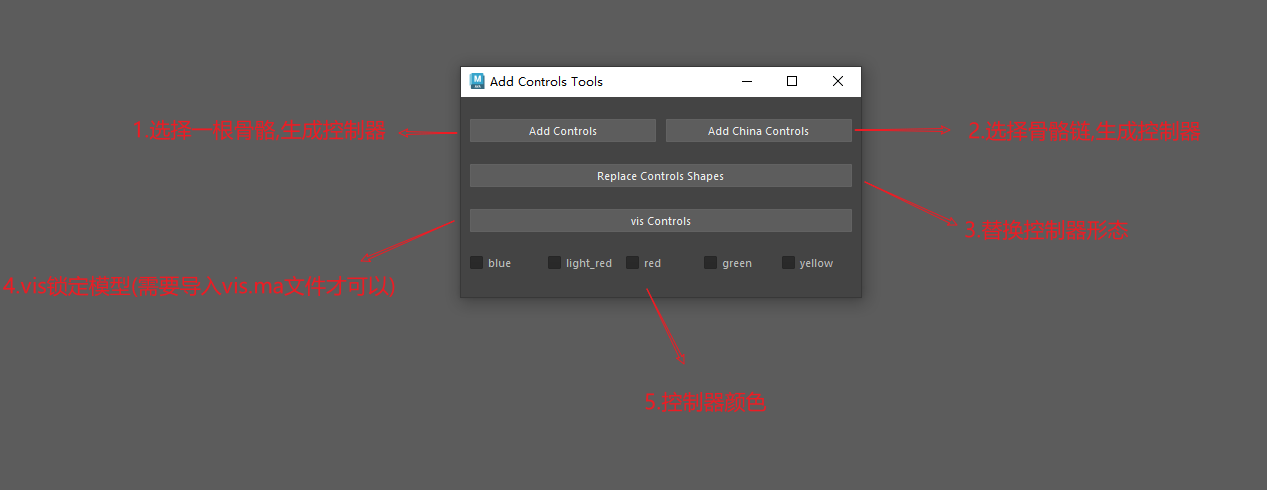 Add Controls Tools
1.选择一根骨骼,生成控制器
Add Controls
Add China Controls
2.选择骨骼链,生成控制器
Replace Controls Shapes
3.替换控制器形态
vis Controls
4.vis锁定模型(需要导入vis.ma文件才可以)
blue
light_red
red
green
yellow
5.控制器颜色